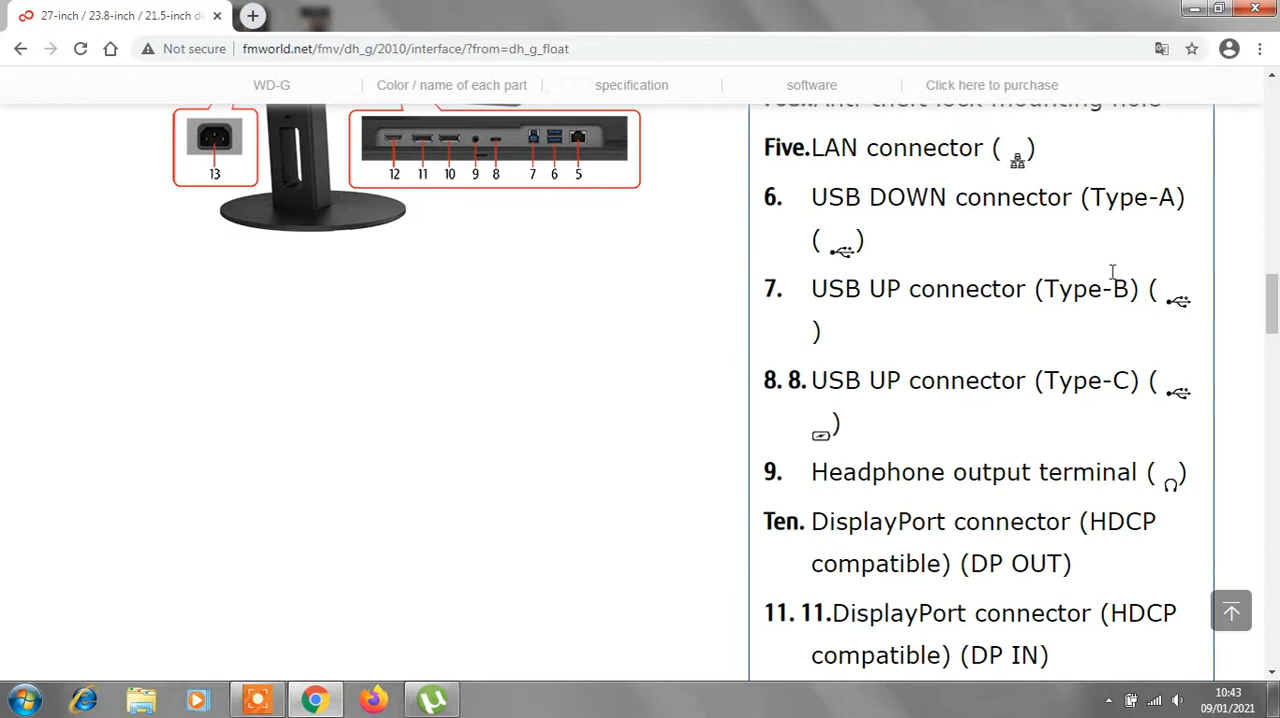 27-inch / 23.8-inch / 21.5-inch de
Not secure
fmworld.net/fmv/dh_g/2010/interface/?from=dh_g_float
WD-G
Color / name of each part
specification
software
Click here to purchase
13
12 11 10 9 8 7 6 5
Five. LAN connector ( )
6. USB DOWN connector (Type-A)
( )
7. USB UP connector (Type-B) (
)
8. 8. USB UP connector (Type-C) (
)
9. Headphone output terminal ( )
Ten. DisplayPort connector (HDCP
compatible) (DP OUT)
11. 11.DisplayPort connector (HDCP
compatible) (DP IN)
10:43
09/01/2021